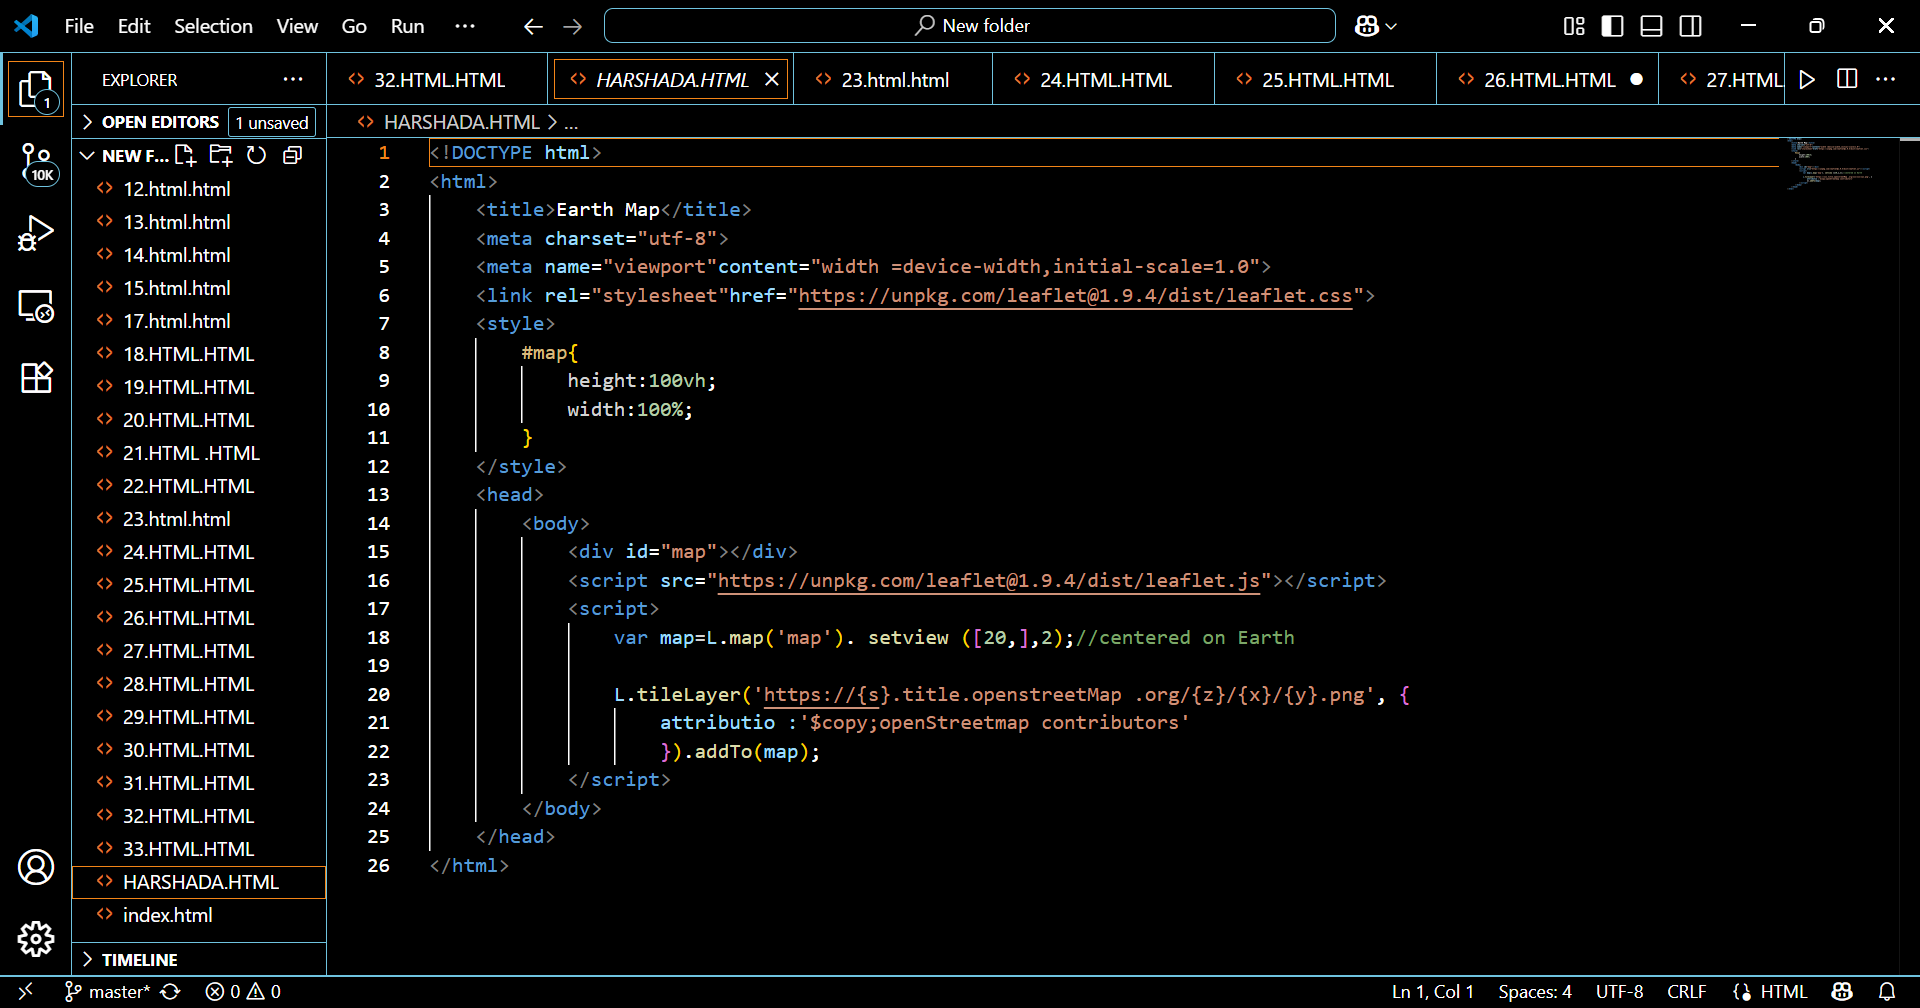 File Edit Selection View Go Run ··· New folder
EXPLORER ···
32.HTML.HTML HARSHADA.HTML 23.html.html 24.HTML.HTML 25.HTML.HTML 26.HTML.HTML 27.HTML ···
1
10K
OPEN EDITORS 1 unsaved
NEW F...
12.html.html
13.html.html
14.html.html
15.html.html
17.html.html
18.HTML.HTML
19.HTML.HTML
20.HTML.HTML
21.HTML .HTML
22.HTML.HTML
23.html.html
24.HTML.HTML
25.HTML.HTML
26.HTML.HTML
27.HTML.HTML
28.HTML.HTML
29.HTML.HTML
30.HTML.HTML
31.HTML.HTML
32.HTML.HTML
33.HTML.HTML
HARSHADA.HTML
index.html
TIMELINE
HARSHADA.HTML > ...
1 <!DOCTYPE html>
2 <html>
3 <title>Earth Map</title>
4 <meta charset="utf-8">
5 <meta name="viewport"content="width =device-width,initial-scale=1.0">
6 <link rel="stylesheet"href="https://unpkg.com/leaflet@1.9.4/dist/leaflet.css">
7 <style>
8 #map{
9 height:100vh;
10 width:100%;
11 }
12 </style>
13 <head>
14 <body>
15 <div id="map"></div>
16 <script src="https://unpkg.com/leaflet@1.9.4/dist/leaflet.js"></script>
17 <script>
18 var map=L.map('map'). setview ([20,],2);//centered on Earth
19
20 L.tileLayer('https://{s}.title.openstreetMap .org/{z}/{x}/{y}.png', {
21 attributio :'$copy;openStreetmap contributors'
22 }).addTo(map);
23 </script>
24 </body>
25 </head>
26 </html>
master* 0 0 Ln 1, Col 1 Spaces: 4 UTF-8 CRLF HTML